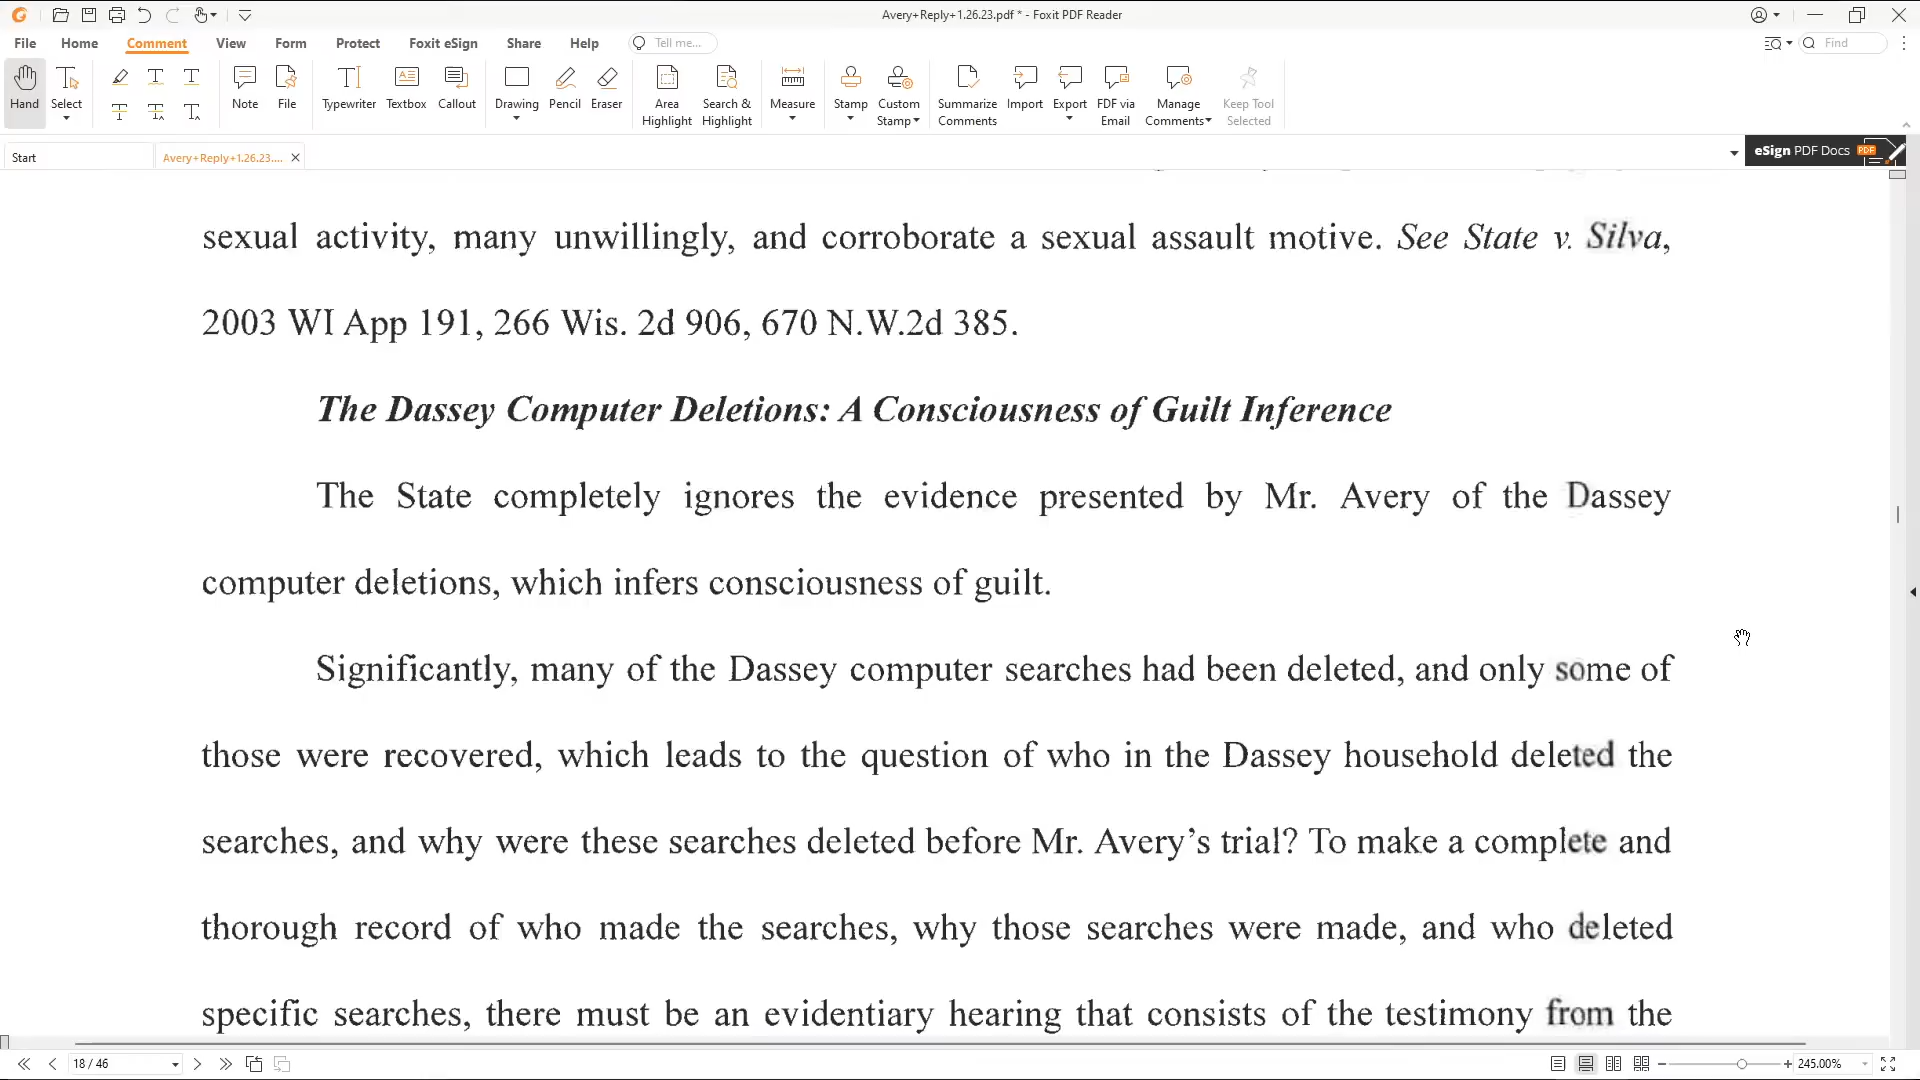 Avery+Reply+1.26.23.pdf * - Foxit PDF Reader
File Home Comment View Form Protect Foxit eSign Share Help Tell me... Find
Hand Select Note File Typewriter Textbox Callout Drawing Pencil Eraser Area Highlight Search & Highlight Measure Stamp Custom Stamp Summarize Comments Import Export FDF via Email Manage Comments Keep Tool Selected
Start Avery+Reply+1.26.23.... eSign PDF Docs PDF
sexual activity, many unwillingly, and corroborate a sexual assault motive. See State v. Silva,
2003 WI App 191, 266 Wis. 2d 906, 670 N.W.2d 385.
The Dassey Computer Deletions: A Consciousness of Guilt Inference
The State completely ignores the evidence presented by Mr. Avery of the Dassey
computer deletions, which infers consciousness of guilt.
Significantly, many of the Dassey computer searches had been deleted, and only some of
those were recovered, which leads to the question of who in the Dassey household deleted the
searches, and why were these searches deleted before Mr. Avery’s trial? To make a complete and
thorough record of who made the searches, why those searches were made, and who deleted
specific searches, there must be an evidentiary hearing that consists of the testimony from the
18 / 46 245.00%